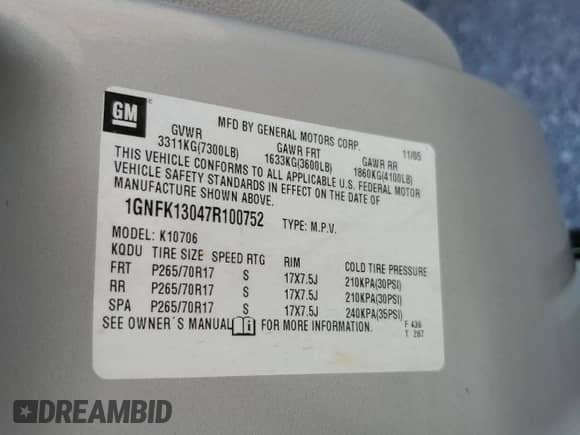 GM
MFD BY GENERAL MOTORS CORP. 11/05
GVWR GAWR FRT GAWR RR
3311KG(7300LB) 1633KG(3600LB) 1860KG(4100LB)
THIS VEHICLE CONFORMS TO ALL APPLICABLE U.S. FEDERAL MOTOR
VEHICLE SAFETY STANDARDS IN EFFECT ON THE DATE OF
MANUFACTURE SHOWN ABOVE.
1GNFK13047R100752 TYPE: M.P.V.
MODEL: K10706
KQDU TIRE SIZE SPEED RTG RIM COLD TIRE PRESSURE
FRT P265/70R17 S 17X7.5J 210KPA(30PSI)
RR P265/70R17 S 17X7.5J 210KPA(30PSI)
SPA P265/70R17 S 17X7.5J 240KPA(35PSI)
SEE OWNER´S MANUAL FOR MORE INFORMATION. F 436
T 287
DREAMBID